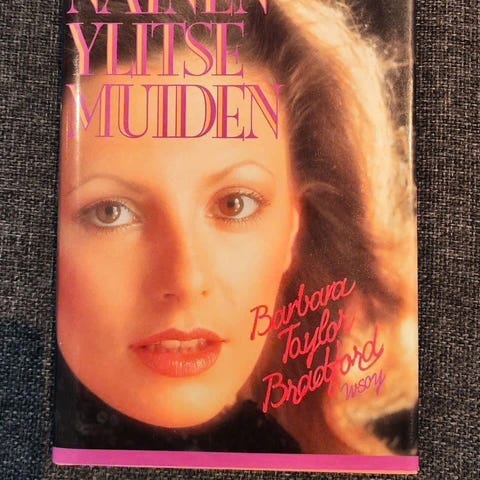 NAINEN
YLITSE
MUIDEN
Barbara
Taylor
Bradford
WSOY